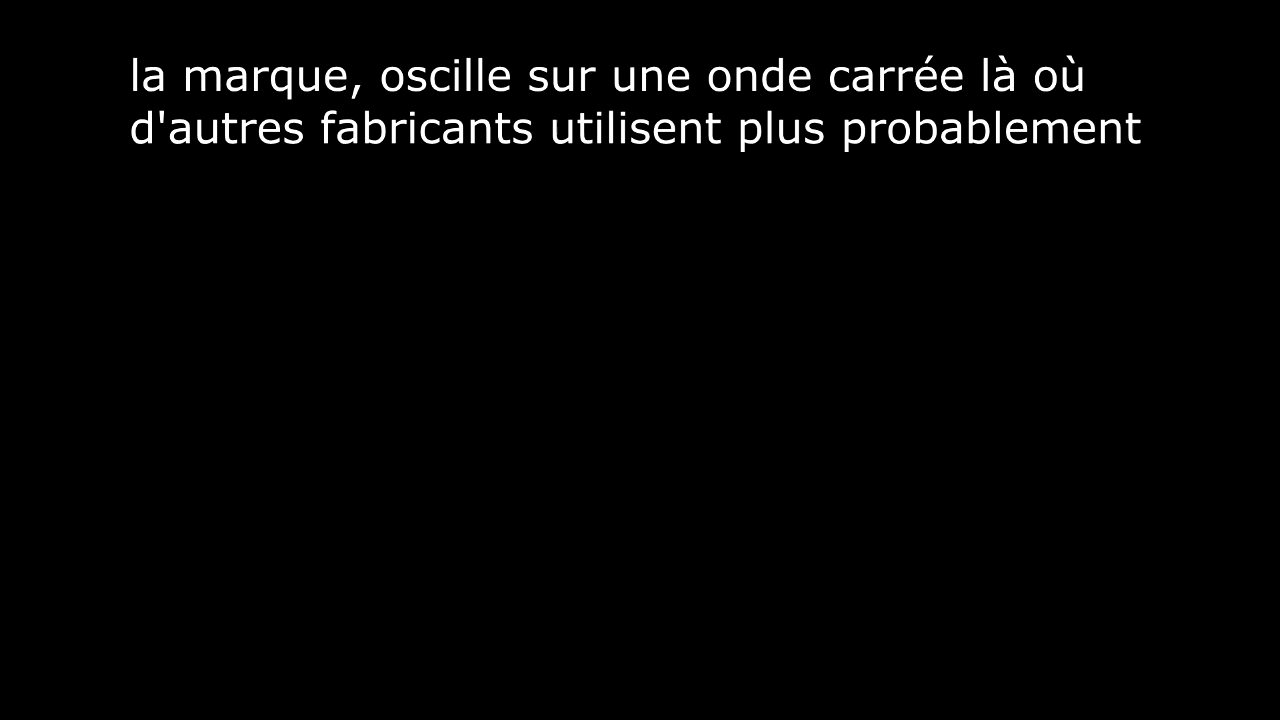 la marque, oscille sur une onde carrée là où
d'autres fabricants utilisent plus probablement